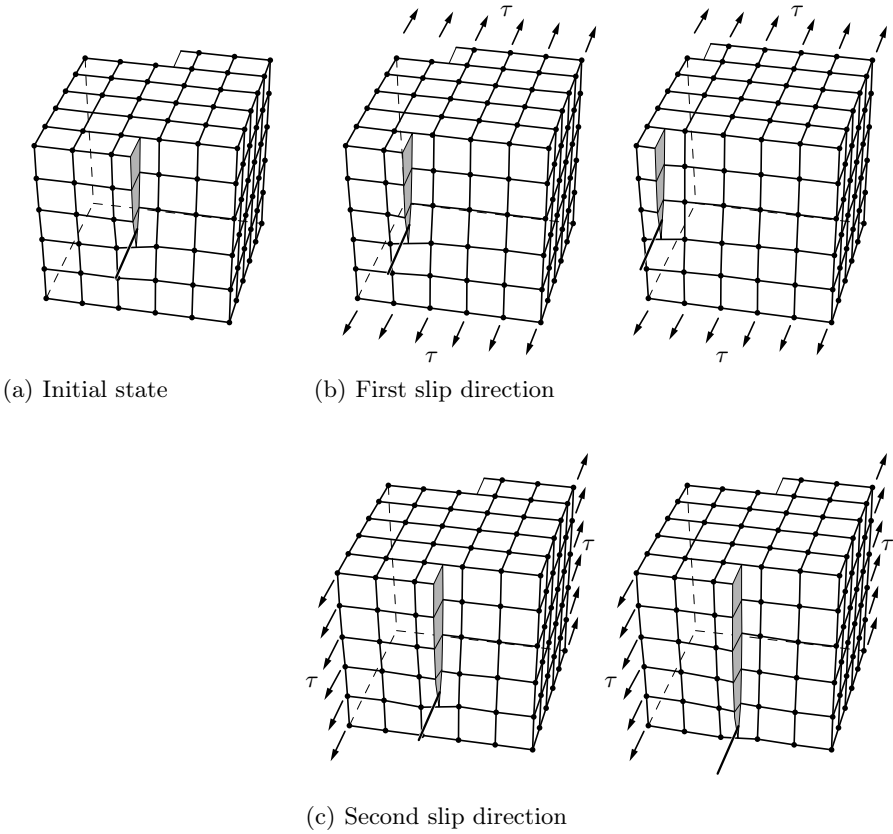 τ τ
τ τ
(a) Initial state (b) First slip direction
τ τ
τ τ
(c) Second slip direction